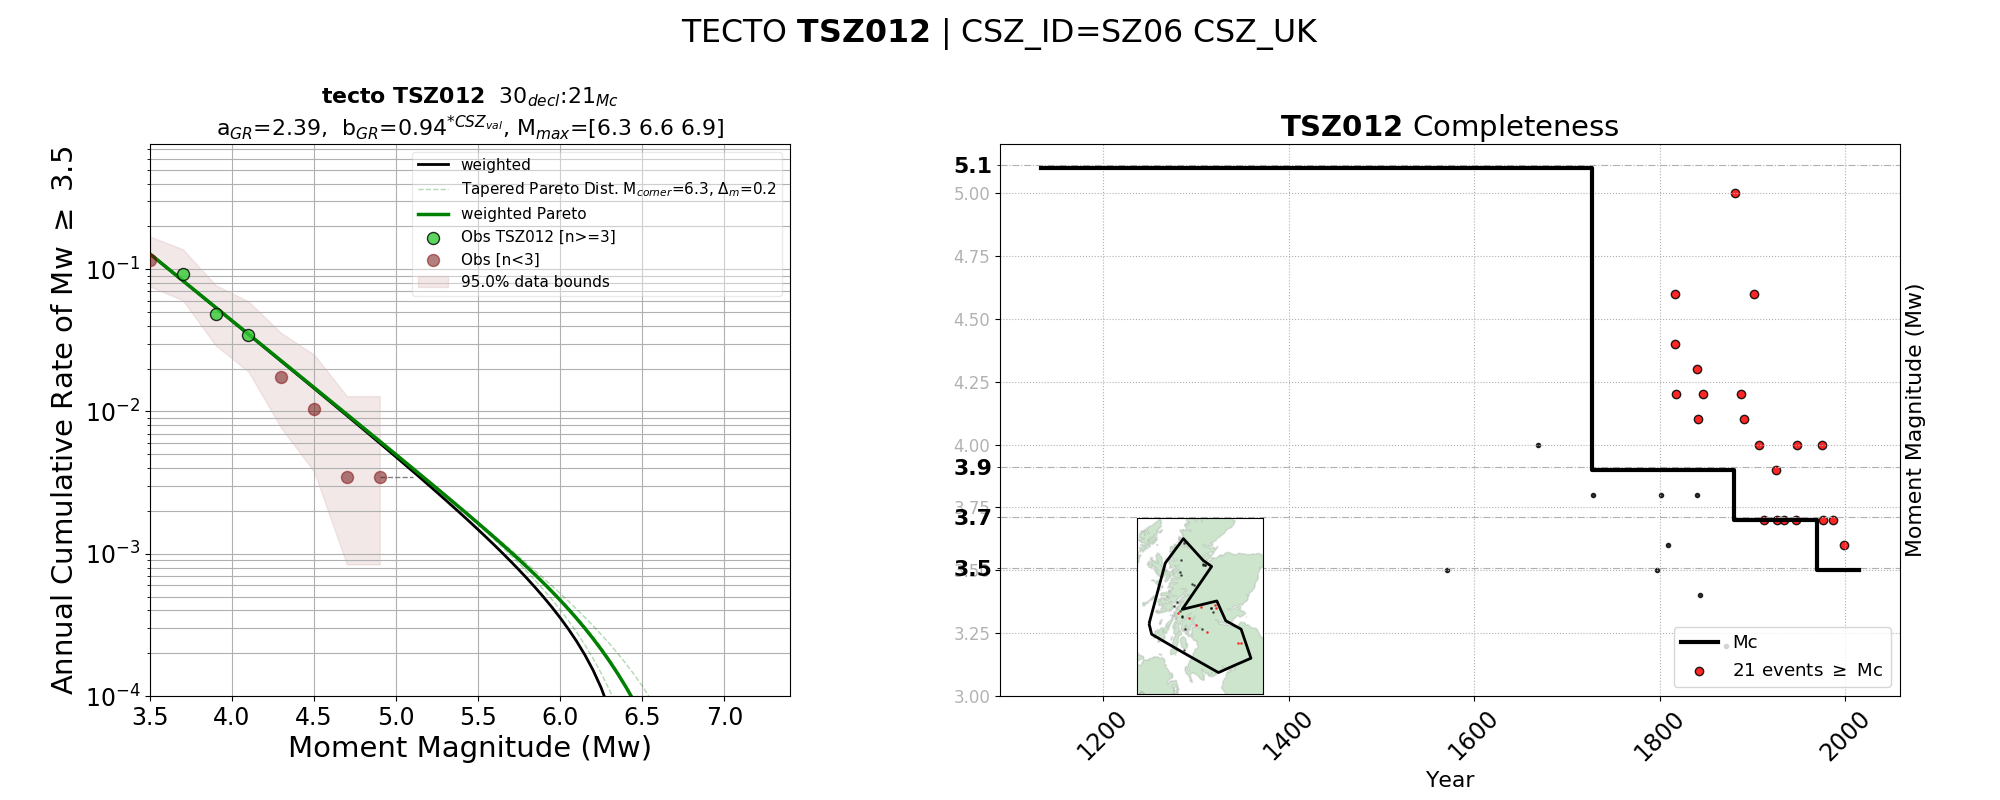 TECTO TSZ012 | CSZ_ID=SZ06 CSZ_UK
tecto TSZ012 30decl:21Mc
aGR=2.39, bGR=0.94*CSZval, Mmax=[6.3 6.6 6.9]
Annual Cumulative Rate of Mw ≥ 3.5
10−1
10−2
10−3
10−4
weighted
Tapered Pareto Dist. Mcorner=6.3, Δm=0.2
weighted Pareto
Obs TSZ012 [n>=3]
Obs [n<3]
95.0% data bounds
3.5 4.0 4.5 5.0 5.5 6.0 6.5 7.0
Moment Magnitude (Mw)
TSZ012 Completeness
5.1
5.00
4.75
4.50
4.25
4.00
3.9
3.75
3.7
3.5
3.25
3.00
Mc
21 events ≥ Mc
1200 1400 1600 1800 2000
Year
Moment Magnitude (Mw)